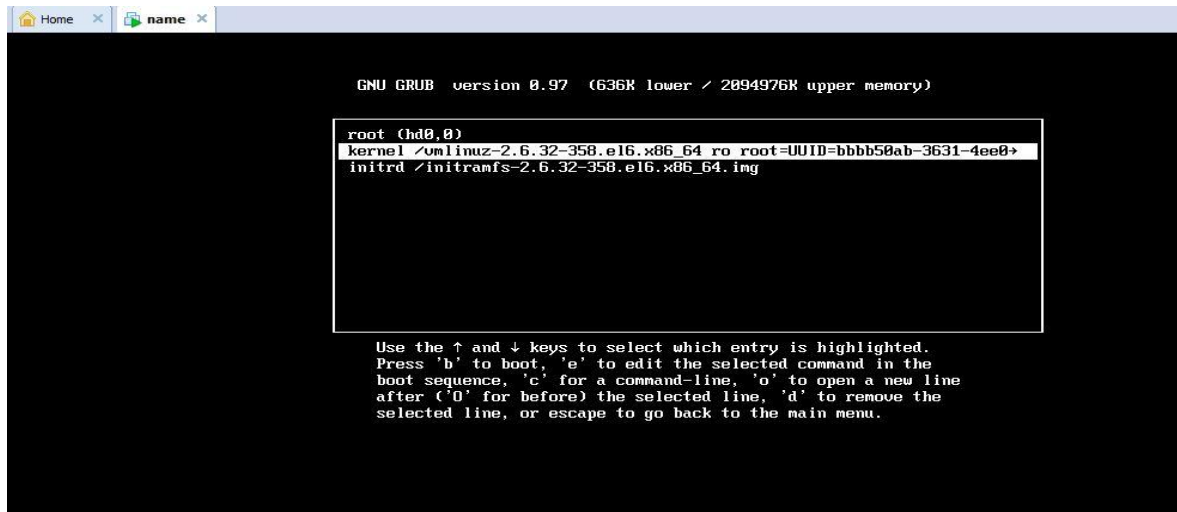 Home × name ×
GNU GRUB version 0.97 (636K lower / 2094976K upper memory)
root (hd0,0)
kernel /vmlinuz-2.6.32-358.el6.x86_64 ro root=UUID=bbbb50ab-3631-4ee0→
initrd /initramfs-2.6.32-358.el6.x86_64.img
Use the ↑ and ↓ keys to select which entry is highlighted.
Press 'b' to boot, 'e' to edit the selected command in the
boot sequence, 'c' for a command-line, 'o' to open a new line
after ('O' for before) the selected line, 'd' to remove the
selected line, or escape to go back to the main menu.